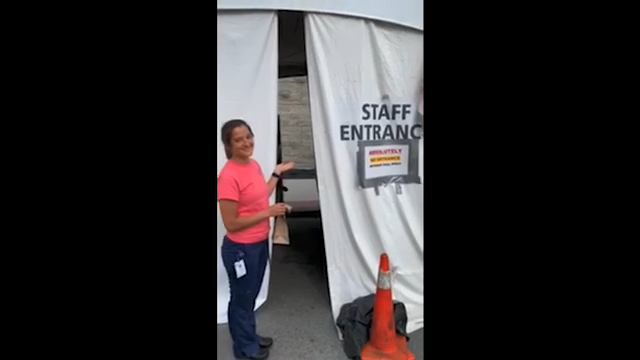 STAFF
ENTRANC
ABSOLUTELY
NO ENTRANCE